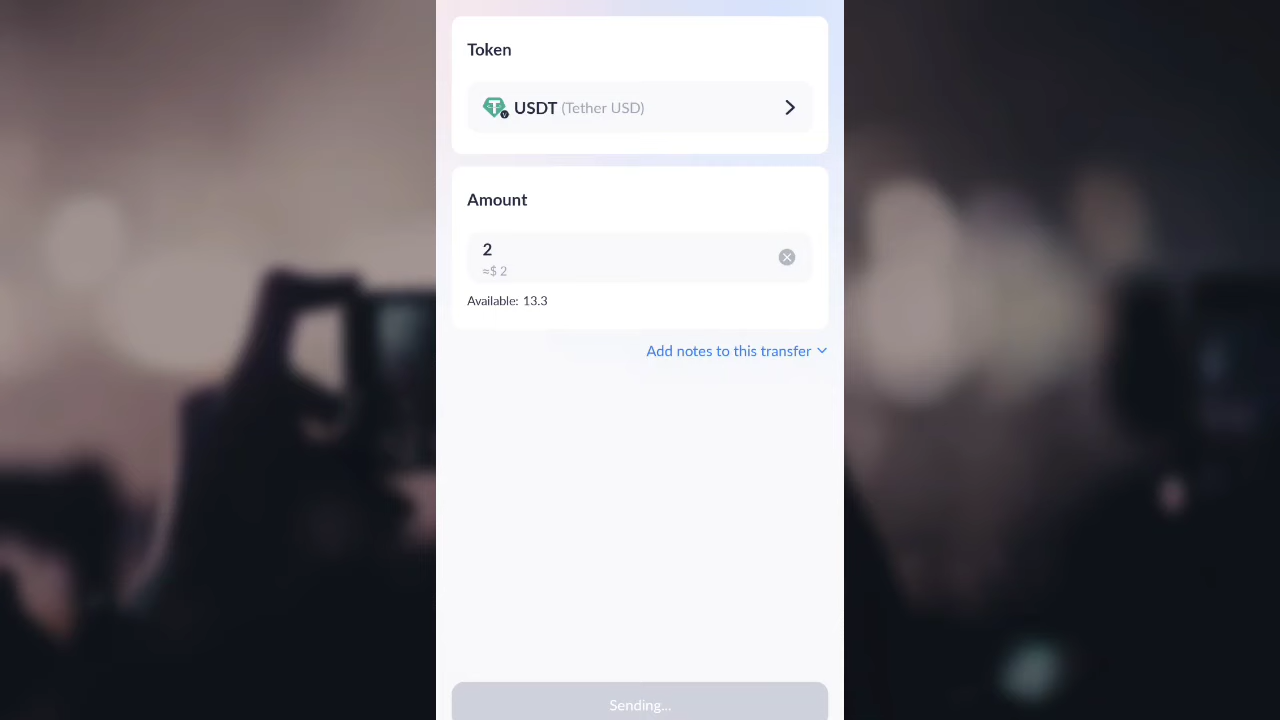 Token
USDT (Tether USD)
Amount
2
≈$ 2
Available: 13.3
Add notes to this transfer
Sending...